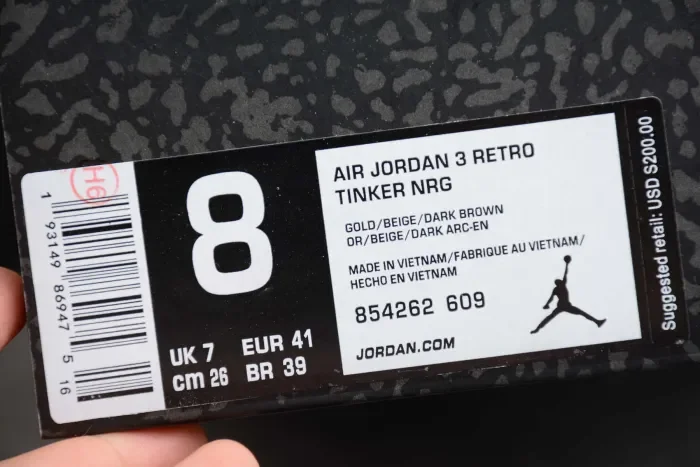 H6
1 93149 86947 5 16
8
UK 7 EUR 41
cm 26 BR 39
AIR JORDAN 3 RETRO
TINKER NRG
GOLD/BEIGE/DARK BROWN
OR/BEIGE/DARK ARC-EN
MADE IN VIETNAM/FABRIQUE AU VIETNAM/
HECHO EN VIETNAM
854262 609
JORDAN.COM
Suggested retail: USD S200.00